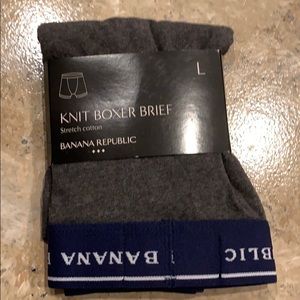 L
KNIT BOXER BRIEF
Stretch cotton
BANANA REPUBLIC
BANANA
BLIC